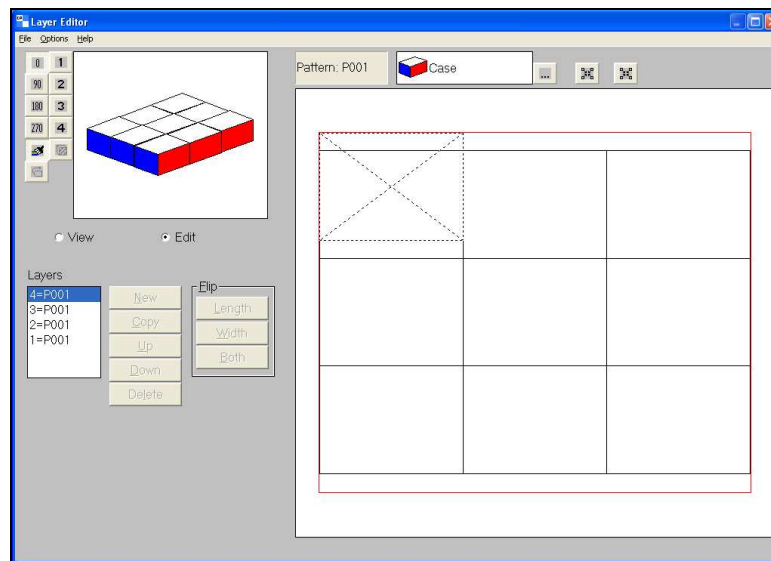 Layer Editor
File Options Help
0 1
90 2
180 3
270 4
Pattern: P001
Case
...
View
Edit
Layers
4=P001
3=P001
2=P001
1=P001
New
Copy
Up
Down
Delete
Flip
Length
Width
Both